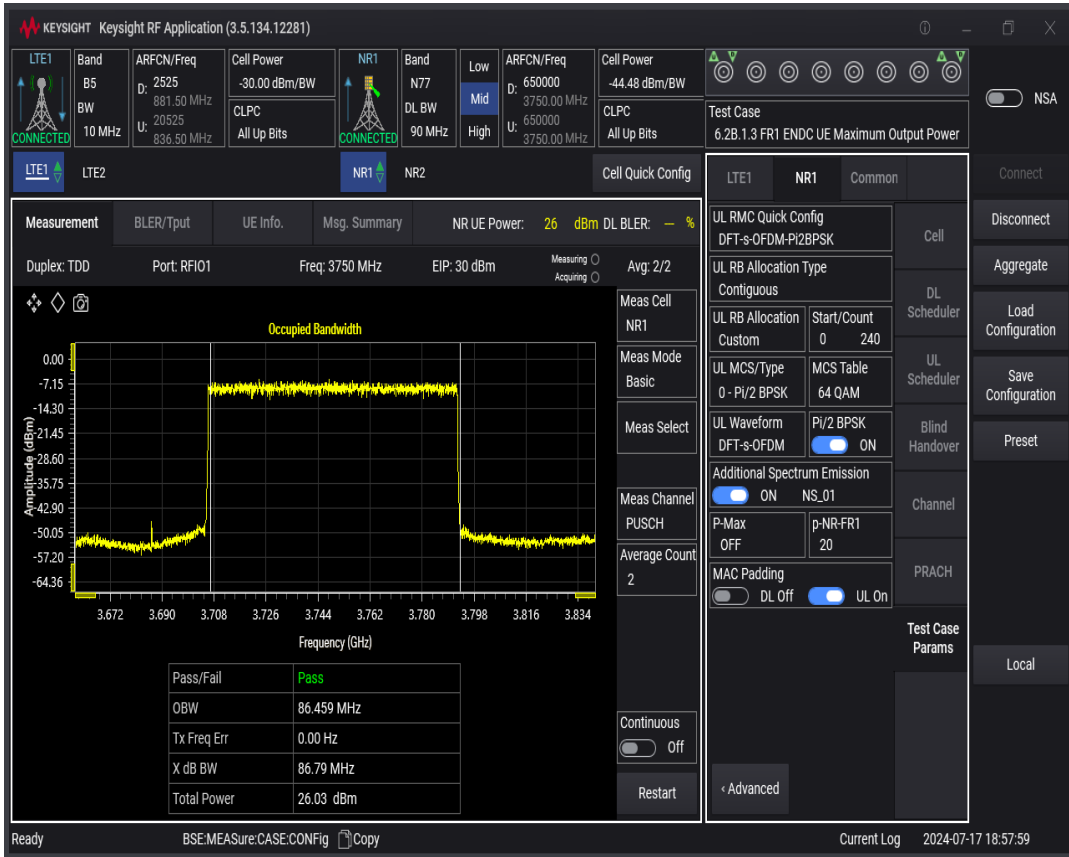 KEYSIGHT Keysight RF Application (3.5.134.12281)
LTE1 Band ARFCN/Freq Cell Power NR1 Band Low ARFCN/Freq Cell Power
B5 D: 2525 -30.00 dBm/BW N77 D: 650000 -44.48 dBm/BW
881.50 MHz 3750.00 MHz
BW CLPC DL BW Mid CLPC
CONNECTED 10 MHz U: 20525 All Up Bits CONNECTED 90 MHz High U: 650000 All Up Bits
836.50 MHz 3750.00 MHz
A B A B
Test Case
6.2B.1.3 FR1 ENDC UE Maximum Output Power
NSA
LTE1 LTE2 NR1 NR2 Cell Quick Config
Measurement BLER/Tput UE Info. Msg. Summary NR UE Power: 26 dBm DL BLER: --- %
Duplex: TDD Port: RFIO1 Freq: 3750 MHz EIP: 30 dBm Measuring Acquiring Avg: 2/2
Occupied Bandwidth
Amplitude (dBm)
0.00
-7.15
-14.30
-21.45
-28.60
-35.75
-42.90
-50.05
-57.20
-64.36
3.672 3.690 3.708 3.726 3.744 3.762 3.780 3.798 3.816 3.834
Frequency (GHz)
Pass/Fail Pass
OBW 86.459 MHz
Tx Freq Err 0.00 Hz
X dB BW 86.79 MHz
Total Power 26.03 dBm
Meas Cell
NR1
Meas Mode
Basic
Meas Select
Meas Channel
PUSCH
Average Count
2
Continuous
Off
Restart
LTE1 NR1 Common
UL RMC Quick Config
DFT-s-OFDM-Pi2BPSK
UL RB Allocation Type
Contiguous
UL RB Allocation Start/Count
Custom 0 240
UL MCS/Type MCS Table
0 - Pi/2 BPSK 64 QAM
UL Waveform Pi/2 BPSK
DFT-s-OFDM ON
Additional Spectrum Emission
ON NS_01
P-Max p-NR-FR1
OFF 20
MAC Padding
DL Off UL On
‹ Advanced
Cell
DL
Scheduler
UL
Scheduler
Blind
Handover
Channel
PRACH
Test Case
Params
Connect
Disconnect
Aggregate
Load
Configuration
Save
Configuration
Preset
Local
Ready BSE:MEASure:CASE:CONFig Copy Current Log 2024-07-17 18:57:59